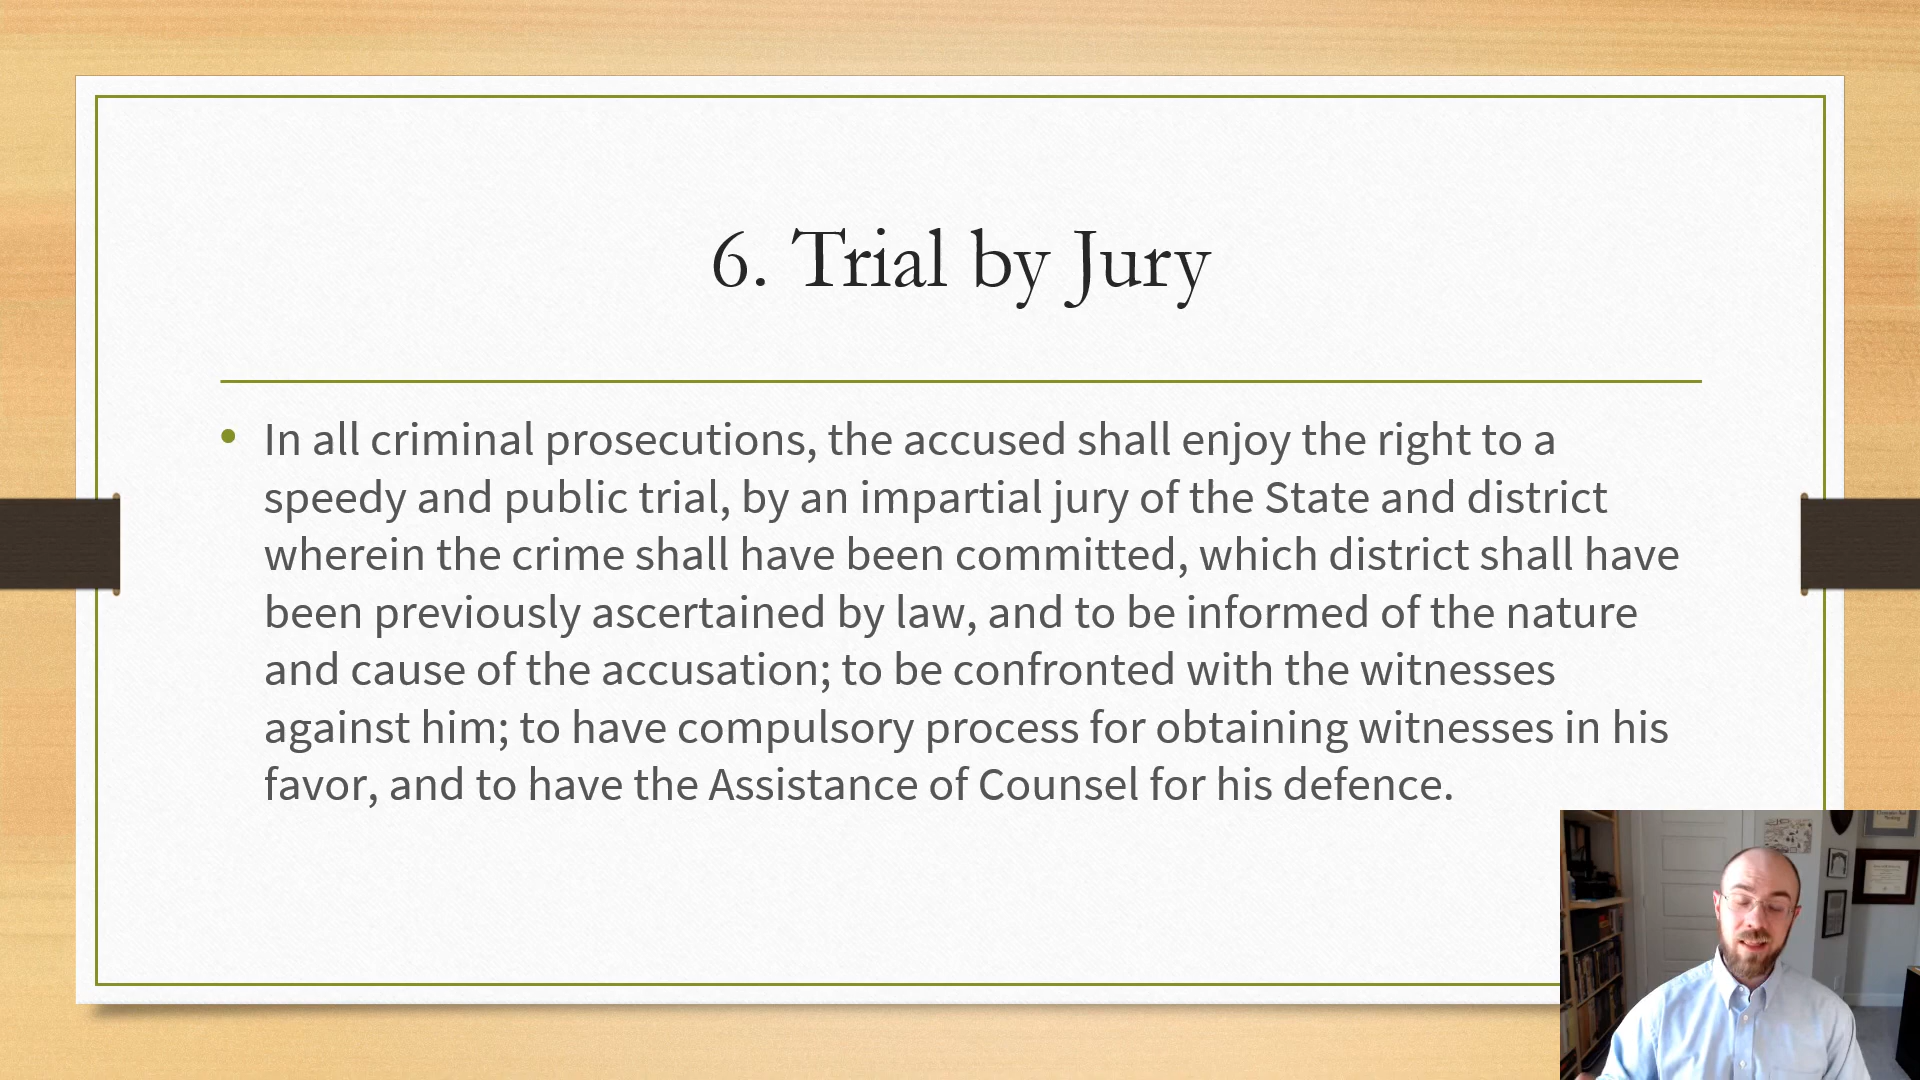 6. Trial by Jury
• In all criminal prosecutions, the accused shall enjoy the right to a
speedy and public trial, by an impartial jury of the State and district
wherein the crime shall have been committed, which district shall have
been previously ascertained by law, and to be informed of the nature
and cause of the accusation; to be confronted with the witnesses
against him; to have compulsory process for obtaining witnesses in his
favor, and to have the Assistance of Counsel for his defence.